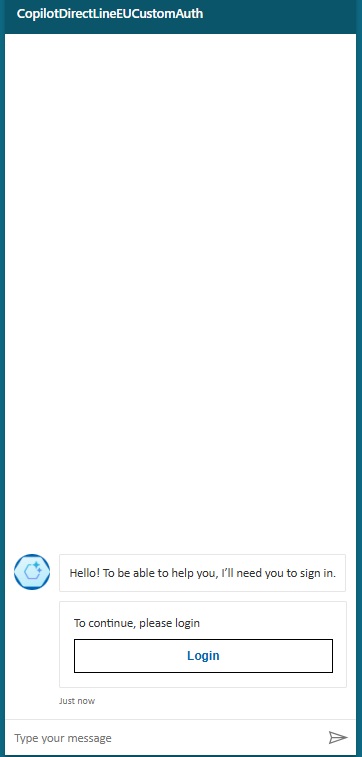 CopilotDirectLineEUCustomAuth
Hello! To be able to help you, I’ll need you to sign in.
To continue, please login
Login
Just now
Type your message